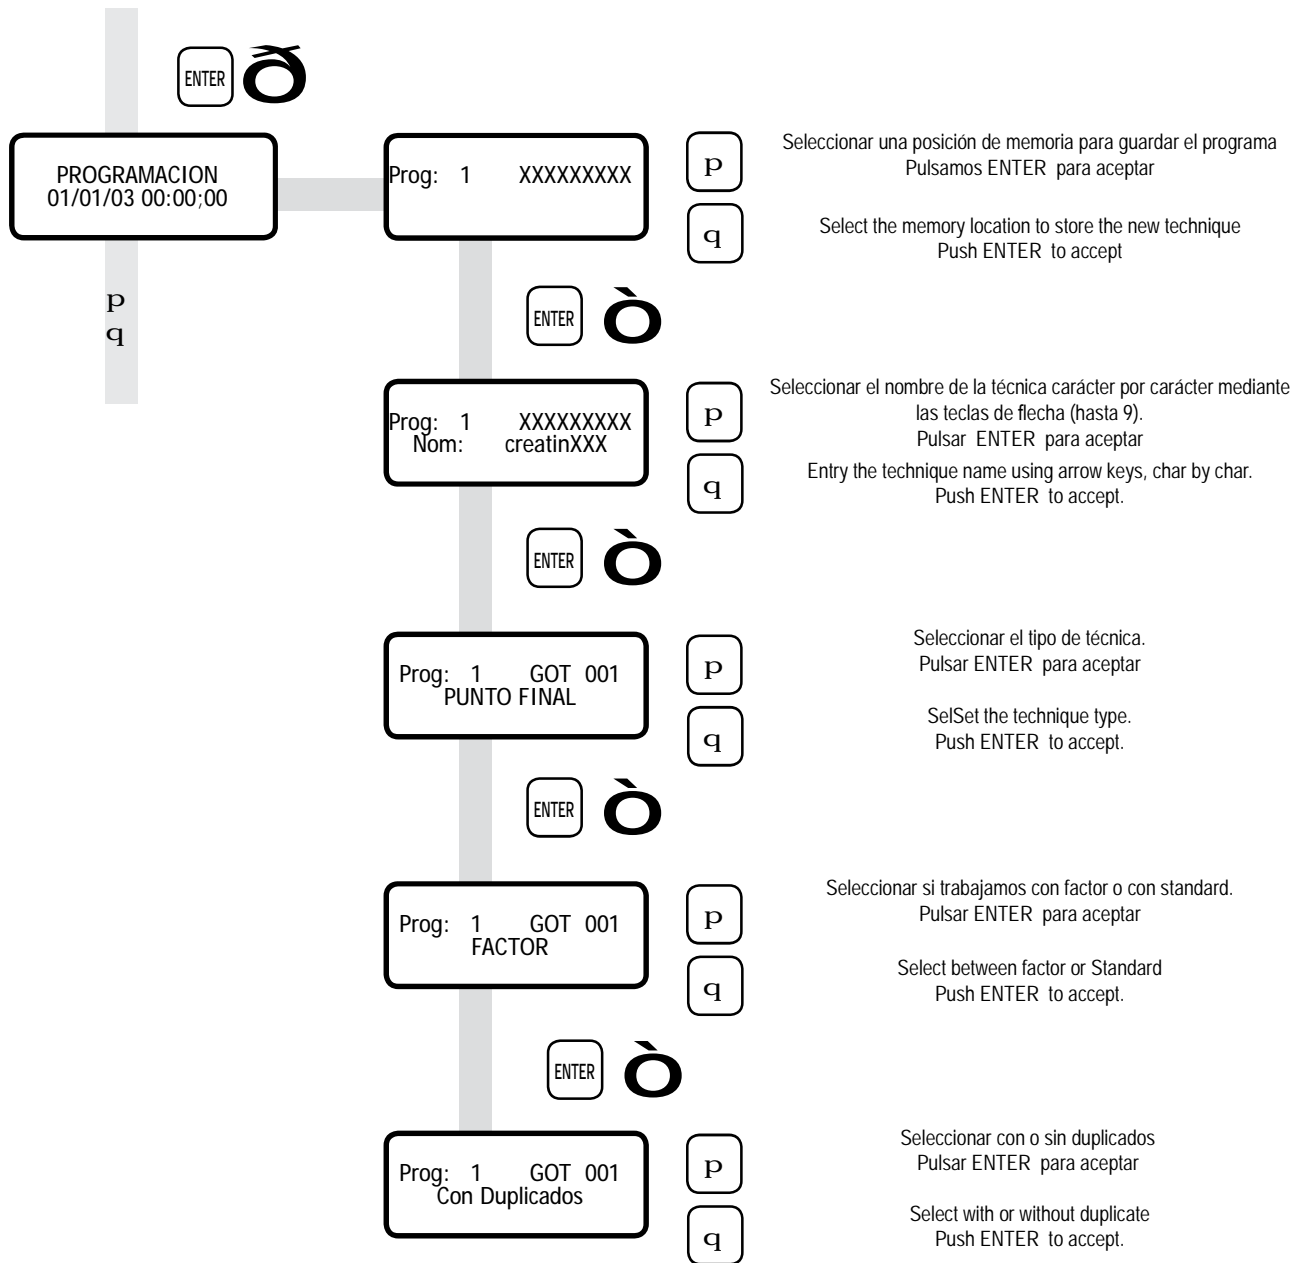 ENTER ð
PROGRAMACION
01/01/03 00:00;00
p
q
Prog: 1 XXXXXXXXX
p
q
Seleccionar una posición de memoria para guardar el programa
Pulsamos ENTER para aceptar
Select the memory location to store the new technique
Push ENTER to accept
ENTER Ò
Prog: 1 XXXXXXXXX
Nom: creatinXXX
p
q
Seleccionar el nombre de la técnica carácter por carácter mediante
las teclas de flecha (hasta 9).
Pulsar ENTER para aceptar
Entry the technique name using arrow keys, char by char.
Push ENTER to accept.
ENTER Ò
Prog: 1 GOT 001
PUNTO FINAL
p
q
Seleccionar el tipo de técnica.
Pulsar ENTER para aceptar
SelSet the technique type.
Push ENTER to accept.
ENTER Ò
Prog: 1 GOT 001
FACTOR
p
q
Seleccionar si trabajamos con factor o con standard.
Pulsar ENTER para aceptar
Select between factor or Standard
Push ENTER to accept.
ENTER Ò
Prog: 1 GOT 001
Con Duplicados
p
q
Seleccionar con o sin duplicados
Pulsar ENTER para aceptar
Select with or without duplicate
Push ENTER to accept.